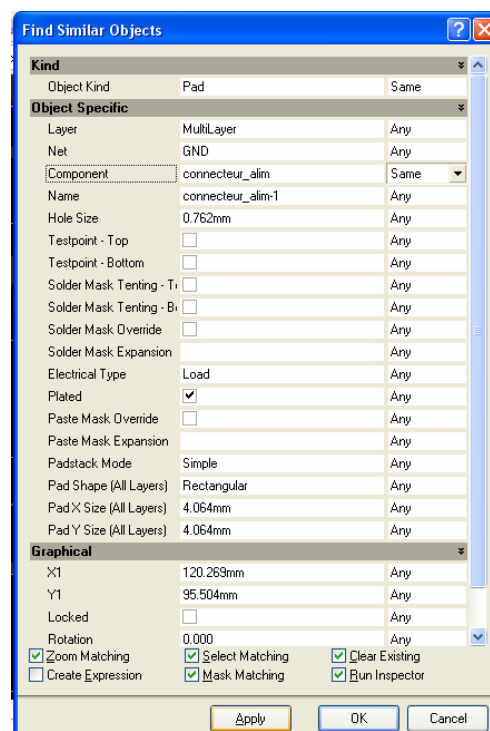 Find Similar Objects
Kind
Object Kind Pad Same
Object Specific
Layer MultiLayer Any
Net GND Any
Component connecteur_alim Same
Name connecteur_alim-1 Any
Hole Size 0.762mm Any
Testpoint - Top Any
Testpoint - Bottom Any
Solder Mask Tenting - T Any
Solder Mask Tenting - B Any
Solder Mask Override Any
Solder Mask Expansion Any
Electrical Type Load Any
Plated Any
Paste Mask Override Any
Paste Mask Expansion Any
Padstack Mode Simple Any
Pad Shape (All Layers) Rectangular Any
Pad X Size (All Layers) 4.064mm Any
Pad Y Size (All Layers) 4.064mm Any
Graphical
X1 120.269mm Any
Y1 95.504mm Any
Locked Any
Rotation 0.000 Any
Zoom Matching Select Matching Clear Existing
Create Expression Mask Matching Run Inspector
Apply OK Cancel